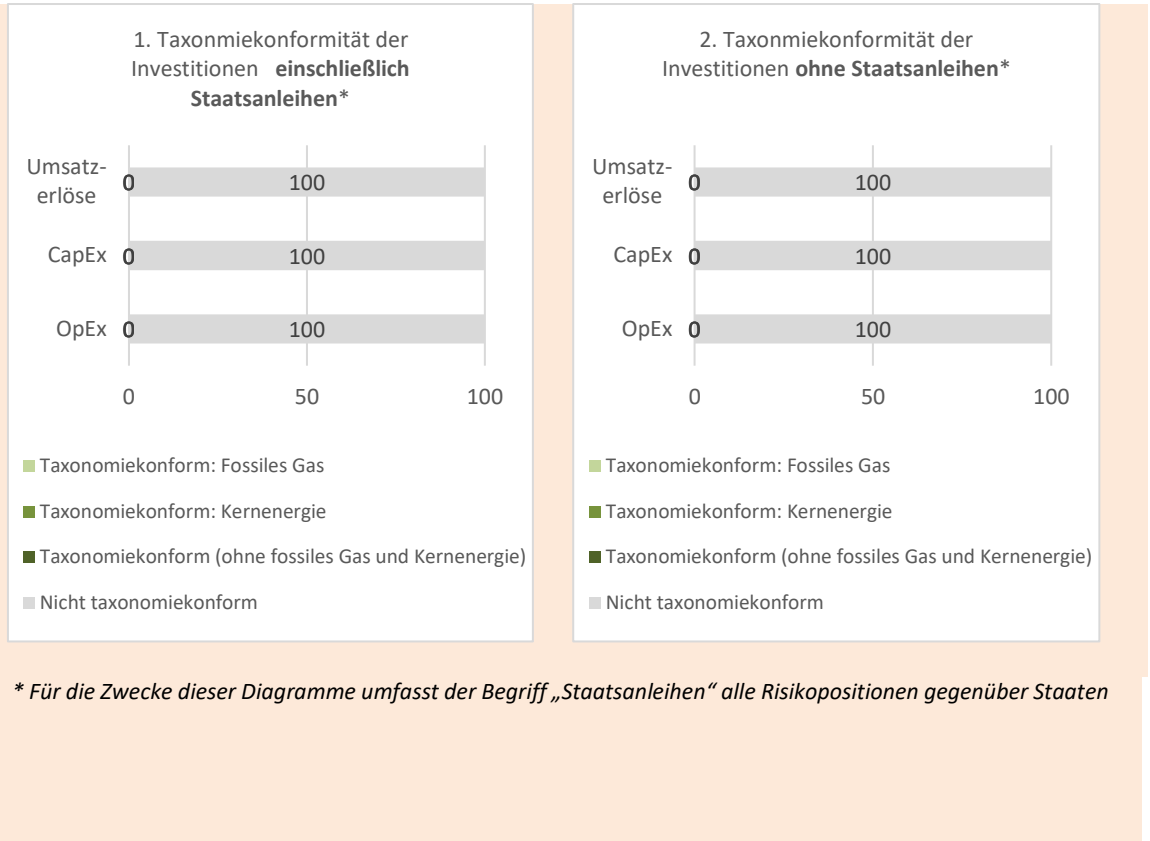 1. Taxonmiekonformität der
Investitionen einschließlich
Staatsanleihen*
Umsatz-
erlöse
0 100
CapEx 0 100
OpEx 0 100
0 50 100
Taxonomiekonform: Fossiles Gas
Taxonomiekonform: Kernenergie
Taxonomiekonform (ohne fossiles Gas und Kernenergie)
Nicht taxonomiekonform
2. Taxonmiekonformität der
Investitionen ohne Staatsanleihen*
Umsatz-
erlöse
0 100
CapEx 0 100
OpEx 0 100
0 50 100
Taxonomiekonform: Fossiles Gas
Taxonomiekonform: Kernenergie
Taxonomiekonform (ohne fossiles Gas und Kernenergie)
Nicht taxonomiekonform
* Für die Zwecke dieser Diagramme umfasst der Begriff „Staatsanleihen“ alle Risikopositionen gegenüber Staaten